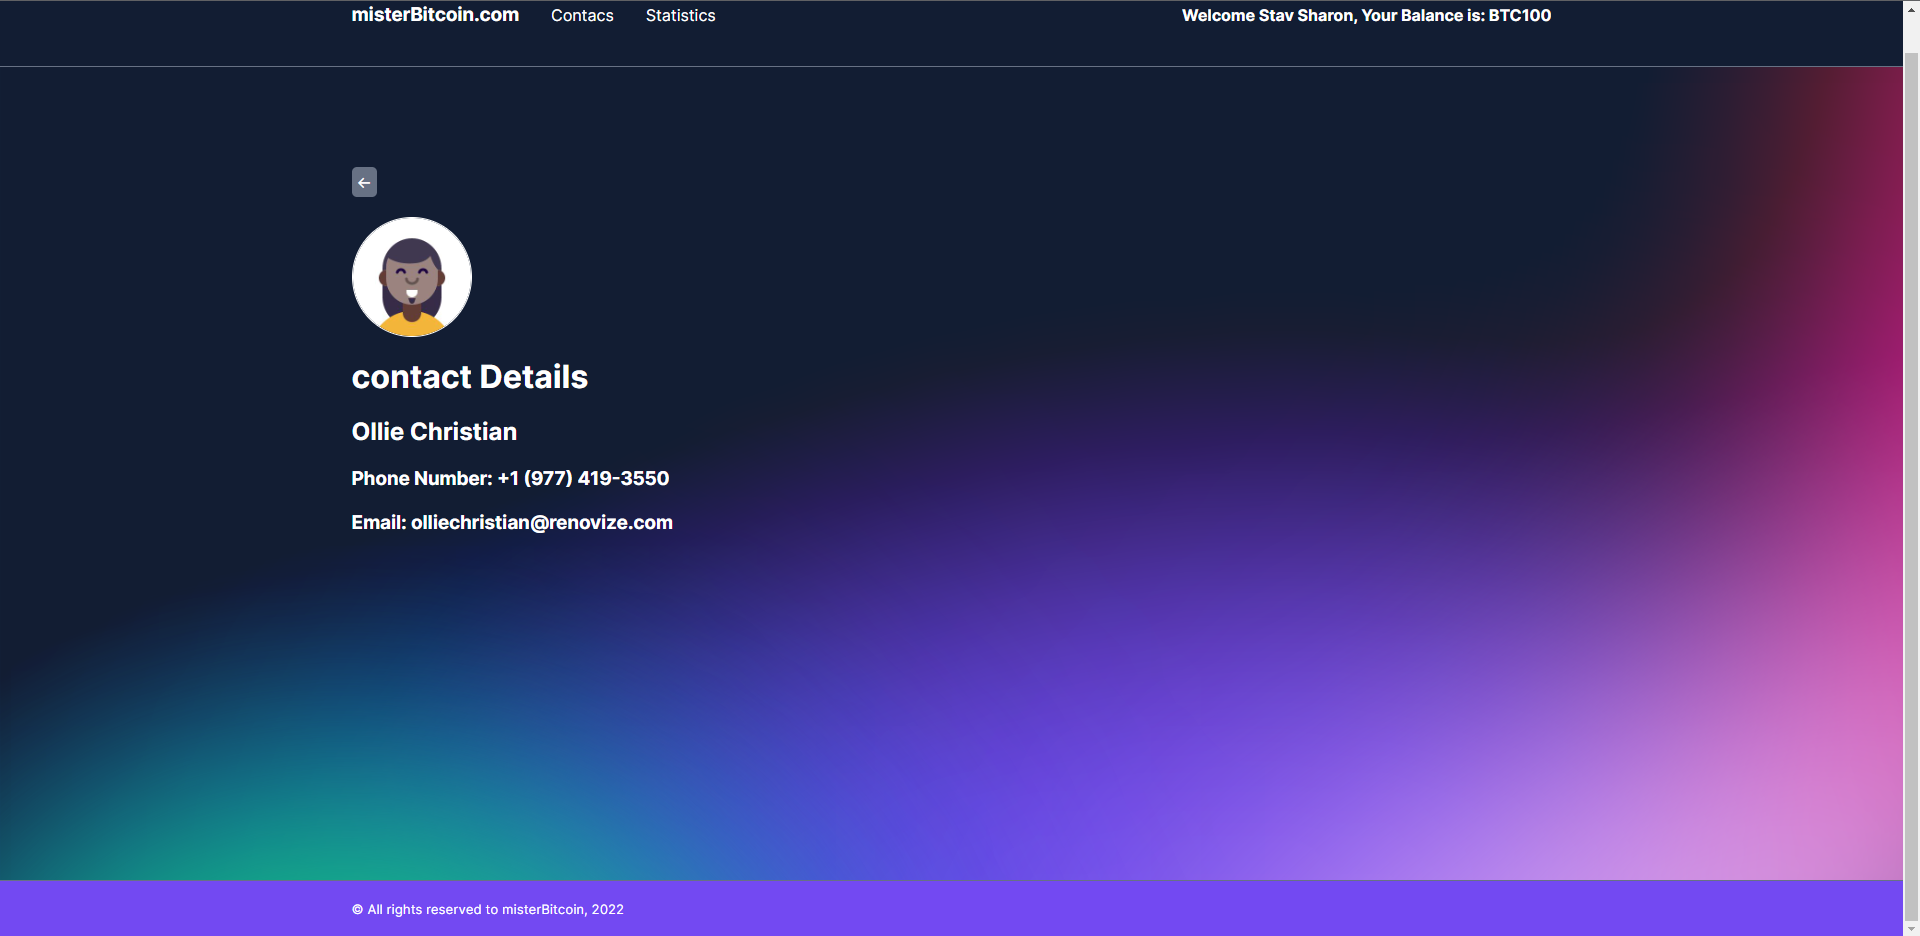 misterBitcoin.com Contacs Statistics Welcome Stav Sharon, Your Balance is: BTC100
contact Details
Ollie Christian
Phone Number: +1 (977) 419-3550
Email: olliechristian@renovize.com
© All rights reserved to misterBitcoin, 2022